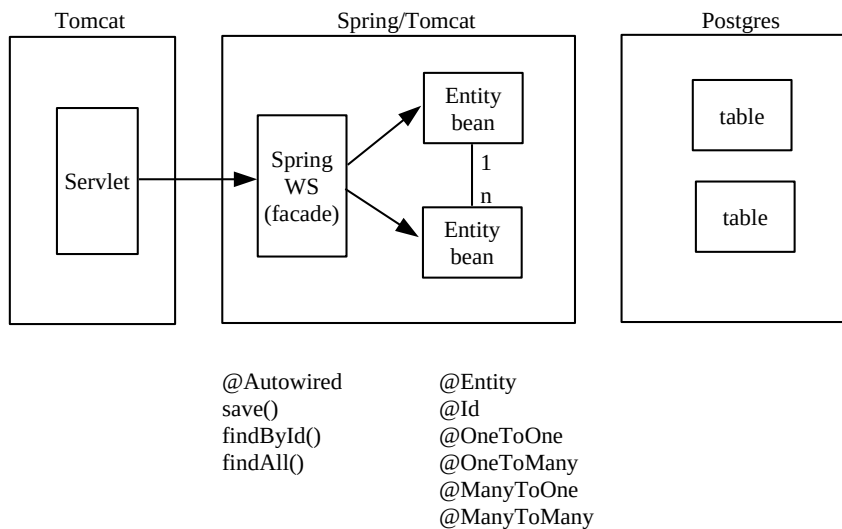 Tomcat
Spring/Tomcat
Postgres
Servlet
Spring
WS
(facade)
Entity
bean
1
n
Entity
bean
table
table
@Autowired
save()
findById()
findAll()
@Entity
@Id
@OneToOne
@OneToMany
@ManyToOne
@ManyToMany